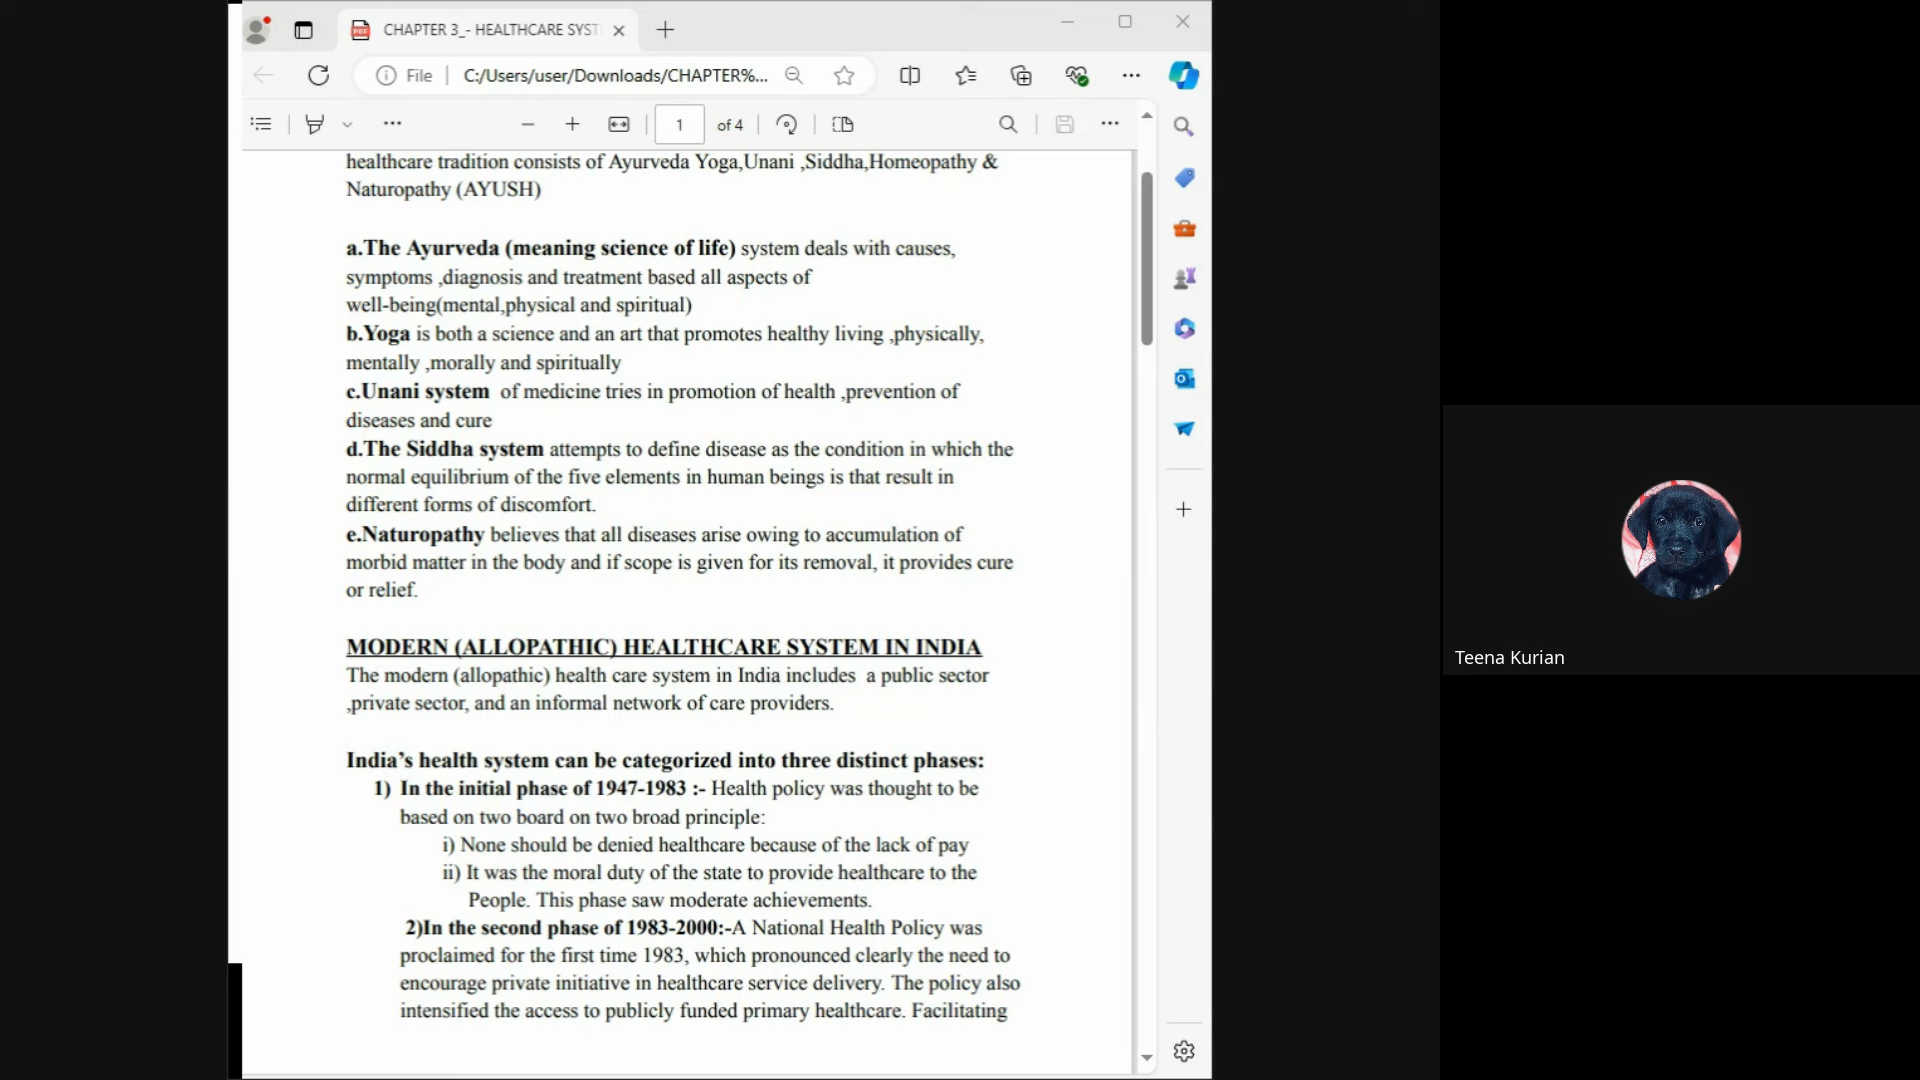 CHAPTER 3_- HEALTHCARE SYST
File
C:/Users/user/Downloads/CHAPTER%...
1 of 4
healthcare tradition consists of Ayurveda Yoga,Unani ,Siddha,Homeopathy &
Naturopathy (AYUSH)
a.The Ayurveda (meaning science of life) system deals with causes,
symptoms ,diagnosis and treatment based all aspects of
well-being(mental,physical and spiritual)
b.Yoga is both a science and an art that promotes healthy living ,physically,
mentally ,morally and spiritually
c.Unani system of medicine tries in promotion of health ,prevention of
diseases and cure
d.The Siddha system attempts to define disease as the condition in which the
normal equilibrium of the five elements in human beings is that result in
different forms of discomfort.
e.Naturopathy believes that all diseases arise owing to accumulation of
morbid matter in the body and if scope is given for its removal, it provides cure
or relief.
MODERN (ALLOPATHIC) HEALTHCARE SYSTEM IN INDIA
The modern (allopathic) health care system in India includes a public sector
,private sector, and an informal network of care providers.
India’s health system can be categorized into three distinct phases:
1) In the initial phase of 1947-1983 :- Health policy was thought to be
based on two board on two broad principle:
i) None should be denied healthcare because of the lack of pay
ii) It was the moral duty of the state to provide healthcare to the
People. This phase saw moderate achievements.
2)In the second phase of 1983-2000:-A National Health Policy was
proclaimed for the first time 1983, which pronounced clearly the need to
encourage private initiative in healthcare service delivery. The policy also
intensified the access to publicly funded primary healthcare. Facilitating
Teena Kurian